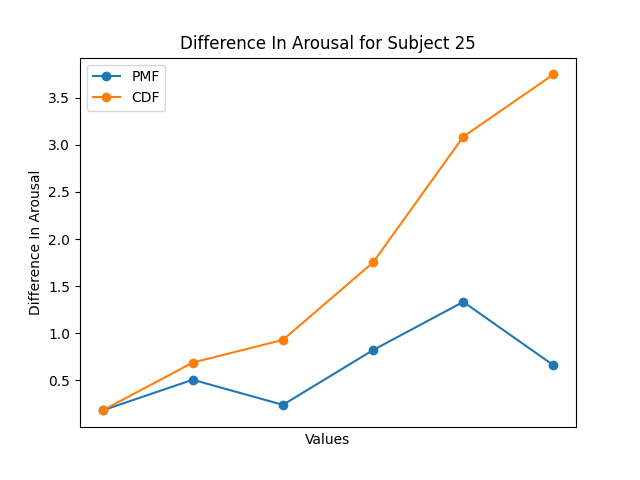 Difference In Arousal for Subject 25
PMF
CDF
3.5
3.0
2.5
2.0
1.5
1.0
0.5
Difference In Arousal
Values